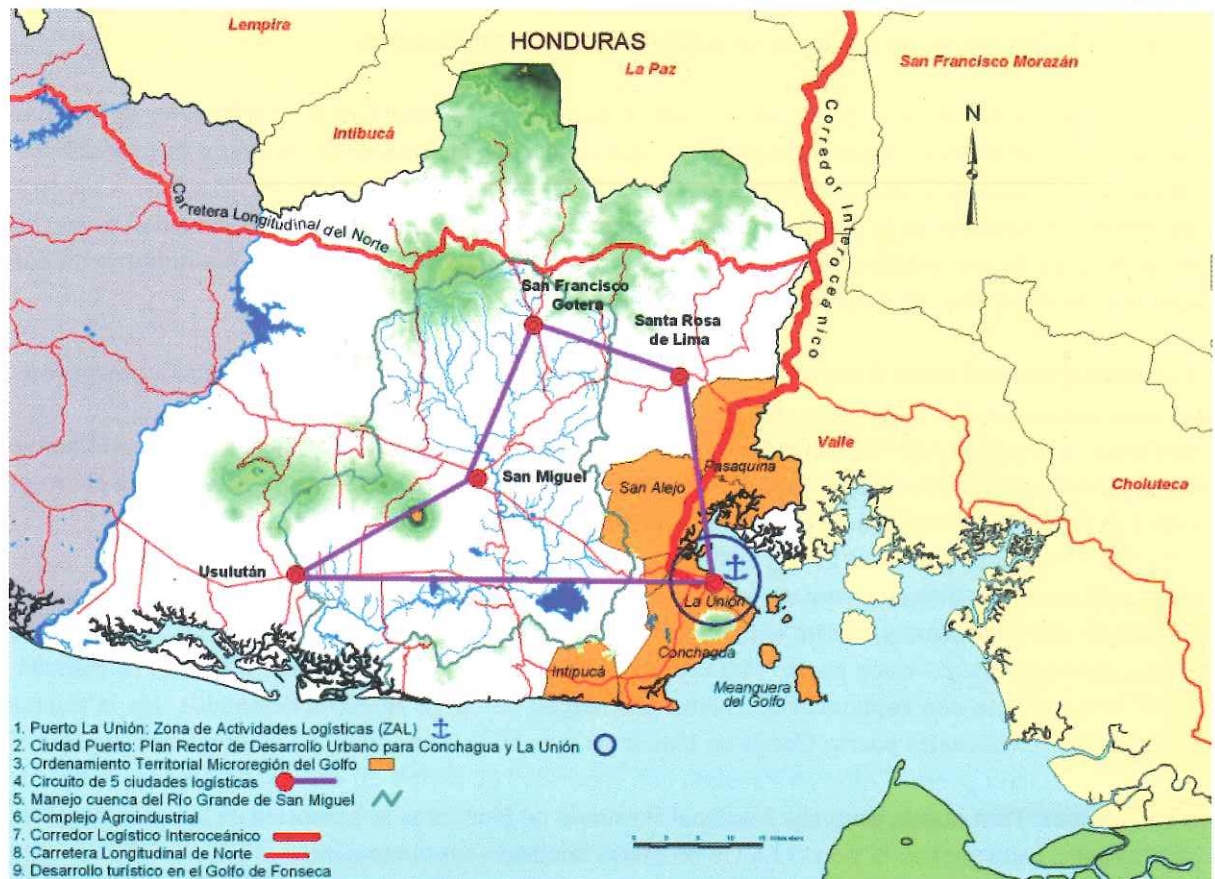 Lempira
HONDURAS
La Paz
San Francisco Morazán
Intibucá
N
Corredor Interoceánico
Carretera Longitudinal del Norte
San Francisco
Gotera
Santa Rosa
de Lima
Valle
San Miguel
San Alejo
Pasaquina
Choluteca
Usulután
La Unión
Conchagua
Intipucá
Meanguera
del Golfo
1. Puerto La Unión: Zona de Actividades Logísticas (ZAL)
2. Ciudad Puerto: Plan Rector de Desarrollo Urbano para Conchagua y La Unión
3. Ordenamiento Territorial Microregión del Golfo
4. Circuito de 5 ciudades logísticas
5. Manejo cuenca del Río Grande de San Miguel
6. Complejo Agroindustrial
7. Corredor Logístico Interoceánico
8. Carretera Longitudinal de Norte
9. Desarrollo turístico en el Golfo de Fonseca